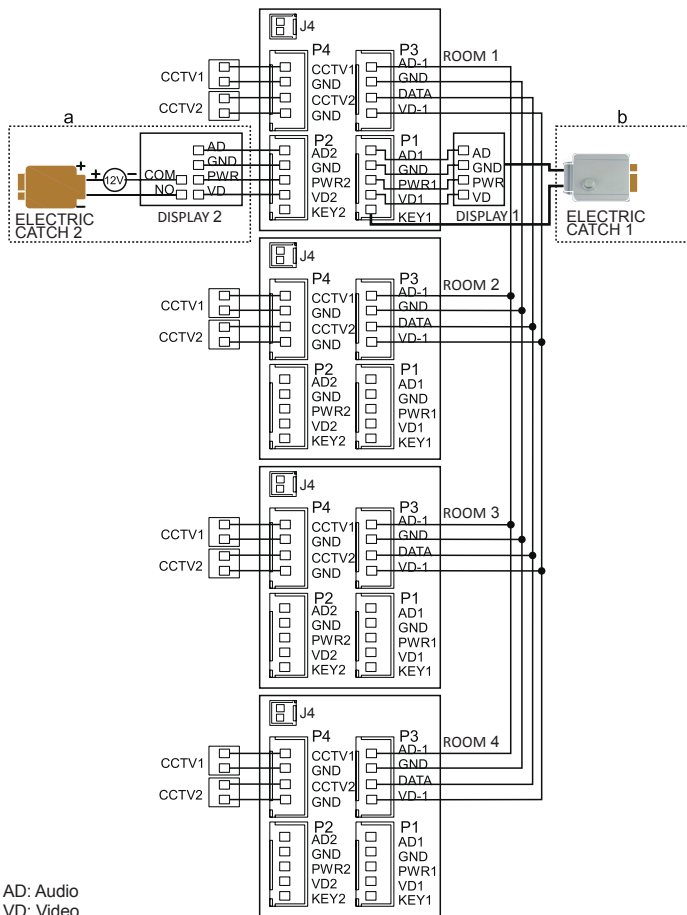 J4
P4
P3
ROOM 1
CCTV1
CCTV1
AD-1
GND
GND
CCTV2
CCTV2
DATA
GND
VD-1
a
b
P2
P1
AD
AD2
AD1
AD
GND
GND
GND
GND
+
+
12V
-
COM
PWR
PWR2
PWR1
PWR
-
NO
VD
VD2
VD1
VD
KEY2
KEY1
ELECTRIC
CATCH 2
DISPLAY 2
DISPLAY 1
ELECTRIC
CATCH 1
J4
P4
P3
ROOM 2
CCTV1
CCTV1
AD-1
GND
GND
CCTV2
CCTV2
DATA
GND
VD-1
P2
P1
AD2
AD1
GND
GND
PWR2
PWR1
VD2
VD1
KEY2
KEY1
J4
P4
P3
ROOM 3
CCTV1
CCTV1
AD-1
GND
GND
CCTV2
CCTV2
DATA
GND
VD-1
P2
P1
AD2
AD1
GND
GND
PWR2
PWR1
VD2
VD1
KEY2
KEY1
J4
P4
P3
ROOM 4
CCTV1
CCTV1
AD-1
GND
GND
CCTV2
CCTV2
DATA
GND
VD-1
P2
P1
AD2
AD1
GND
GND
PWR2
PWR1
VD2
VD1
KEY2
KEY1
AD: Audio
VD: Video